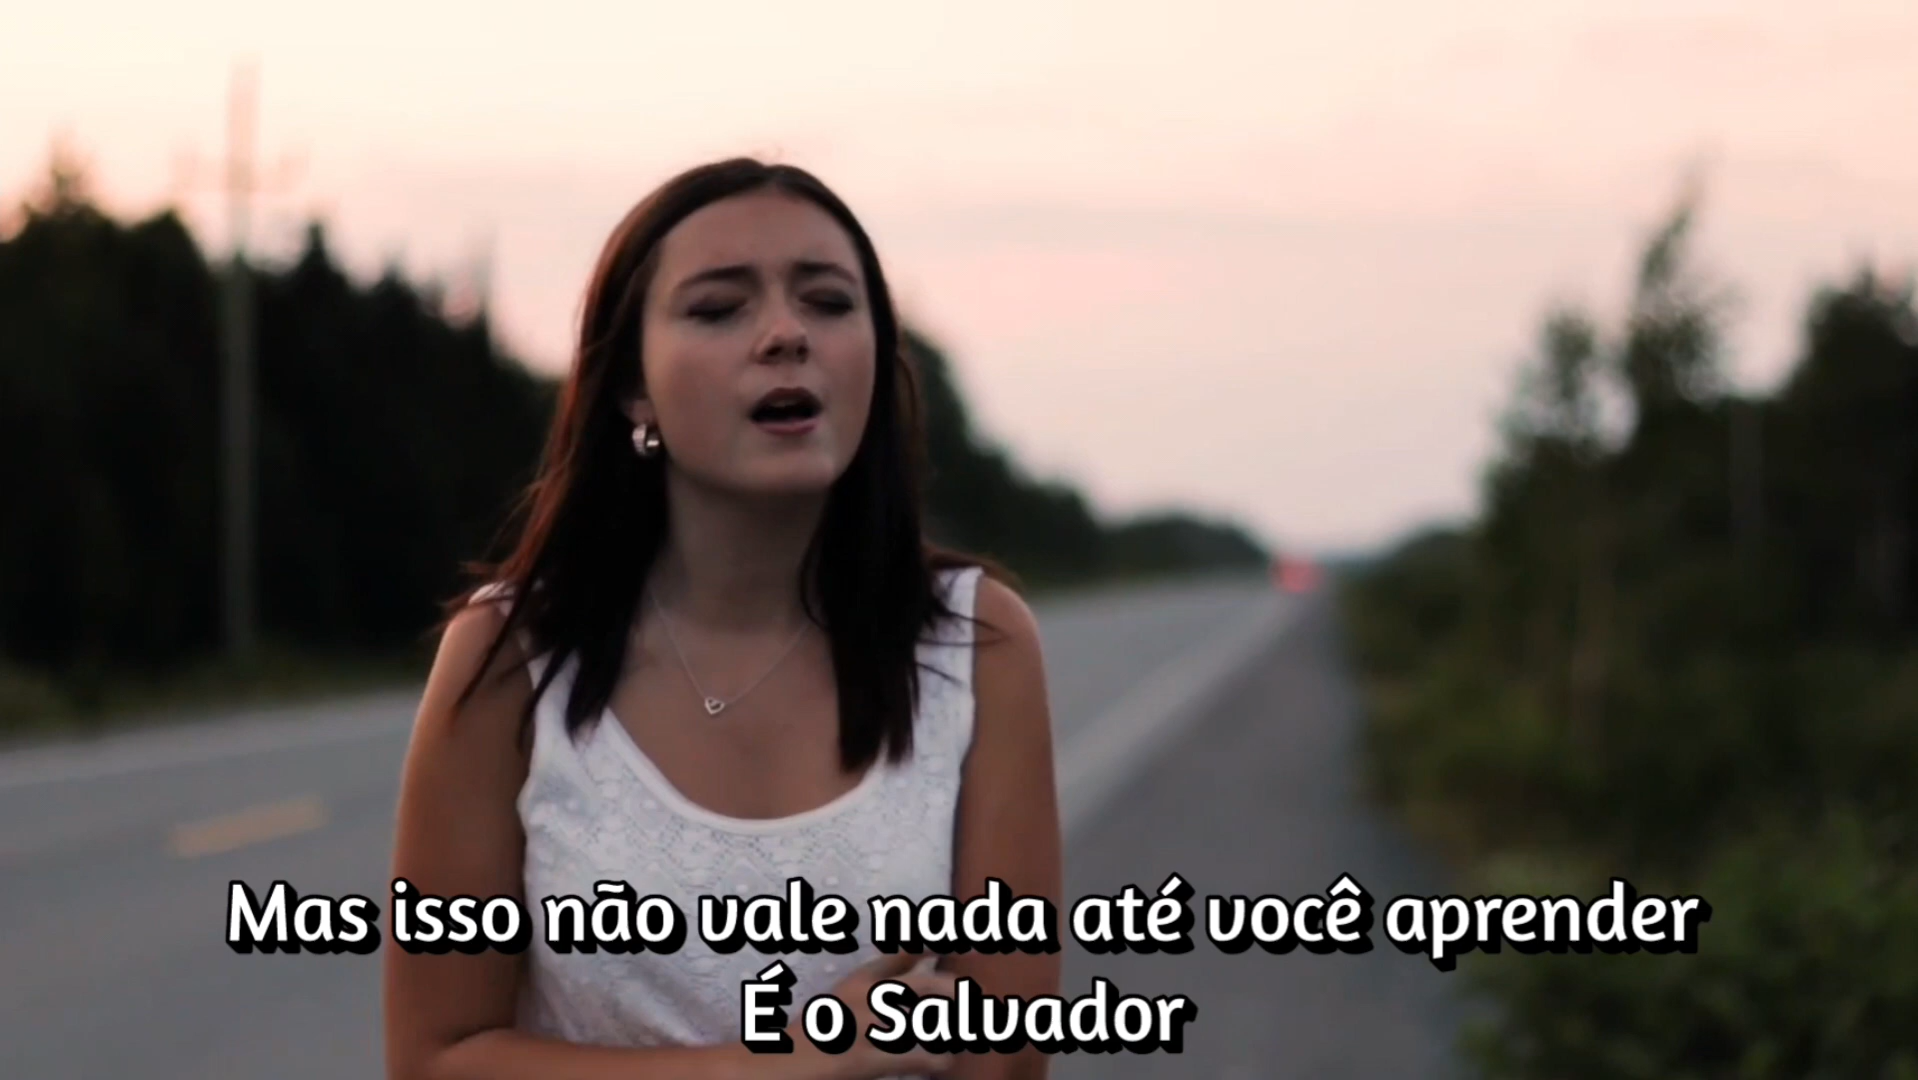 Mas isso não vale nada até você aprender
É o Salvador